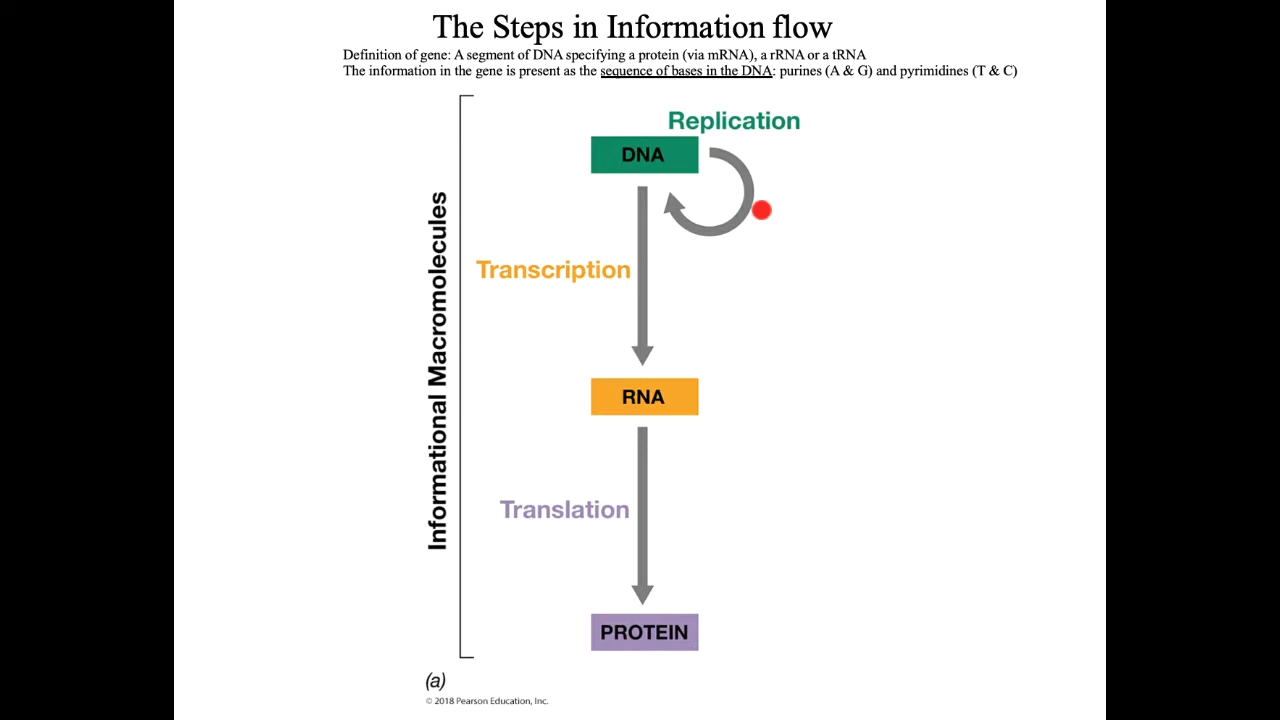 The Steps in Information flow
Definition of gene: A segment of DNA specifying a protein (via mRNA), a rRNA or a tRNA
The information in the gene is present as the sequence of bases in the DNA: purines (A & G) and pyrimidines (T & C)
Informational Macromolecules
Replication
DNA
Transcription
RNA
Translation
PROTEIN
(a)
© 2018 Pearson Education, Inc.